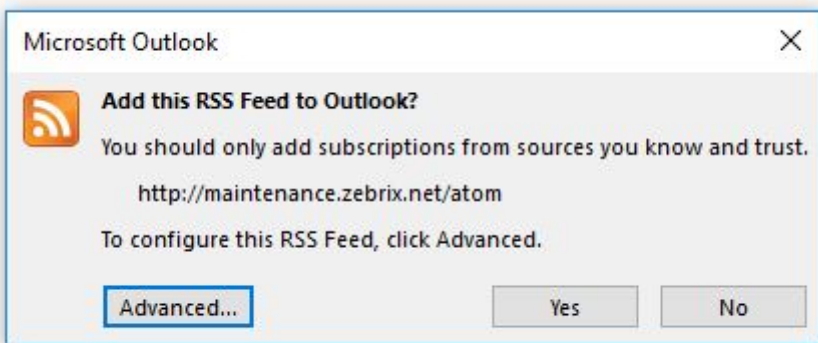 Microsoft Outlook
Add this RSS Feed to Outlook?
You should only add subscriptions from sources you know and trust.
http://maintenance.zebrix.net/atom
To configure this RSS Feed, click Advanced.
Advanced... Yes No